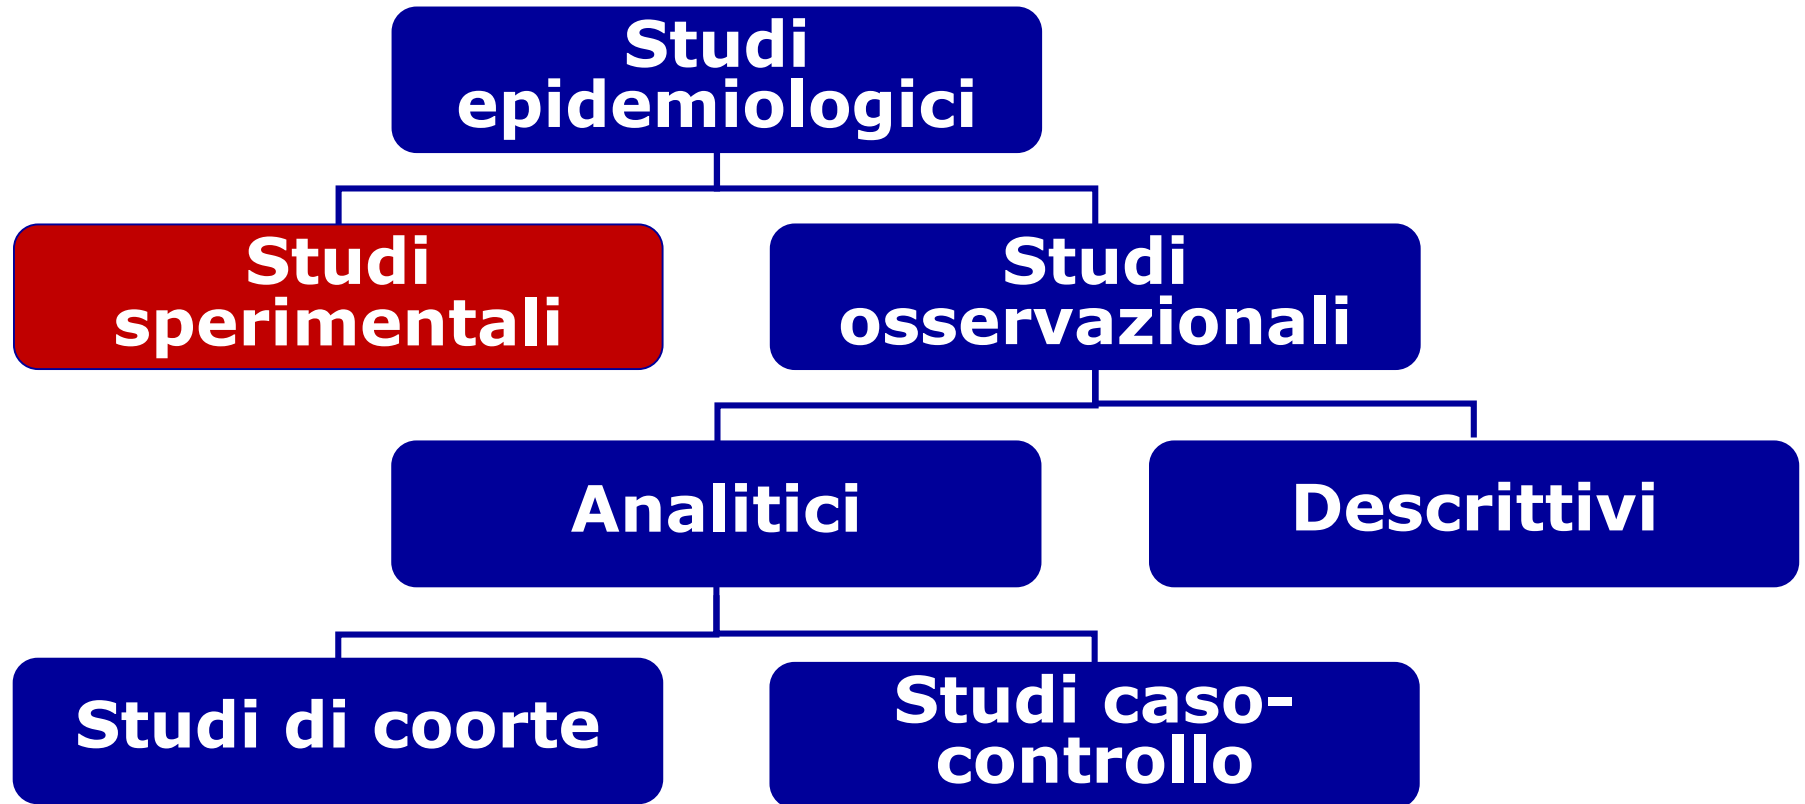 Studi
epidemiologici
Studi
sperimentali
Studi
osservazionali
Analitici
Descrittivi
Studi di coorte
Studi caso-
controllo